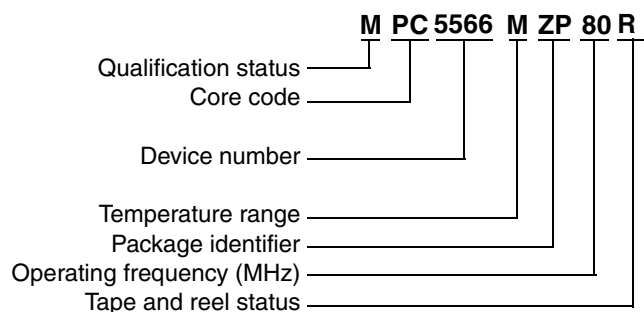 M PC 5566 M ZP 80 R
Qualification status
Core code
Device number
Temperature range
Package identifier
Operating frequency (MHz)
Tape and reel status